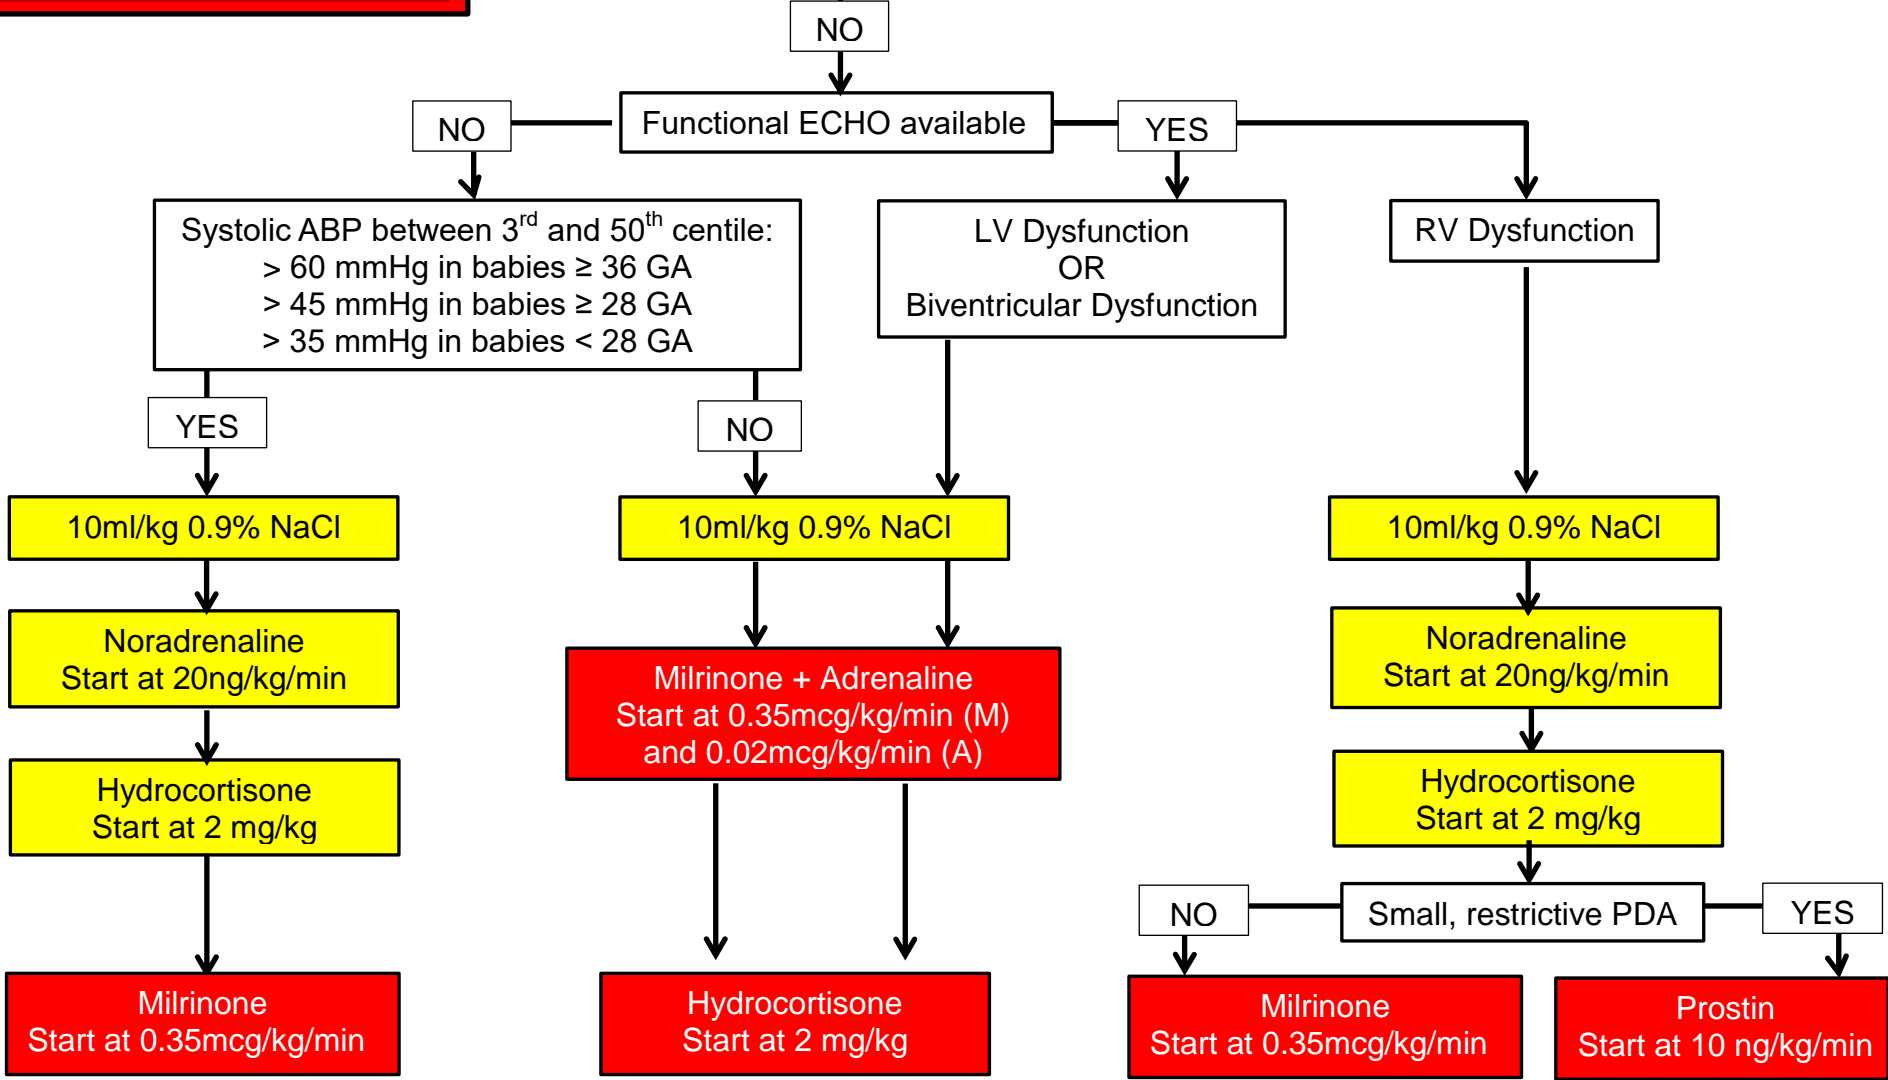 NO
Functional ECHO available
NO
YES
Systolic ABP between 3rd and 50th centile:
> 60 mmHg in babies ≥ 36 GA
> 45 mmHg in babies ≥ 28 GA
> 35 mmHg in babies < 28 GA
LV Dysfunction
OR
Biventricular Dysfunction
RV Dysfunction
YES
NO
10ml/kg 0.9% NaCl
10ml/kg 0.9% NaCl
10ml/kg 0.9% NaCl
Noradrenaline
Start at 20ng/kg/min
Milrinone + Adrenaline
Start at 0.35mcg/kg/min (M)
and 0.02mcg/kg/min (A)
Noradrenaline
Start at 20ng/kg/min
Hydrocortisone
Start at 2 mg/kg
Hydrocortisone
Start at 2 mg/kg
NO
Small, restrictive PDA
YES
Milrinone
Start at 0.35mcg/kg/min
Hydrocortisone
Start at 2 mg/kg
Milrinone
Start at 0.35mcg/kg/min
Prostin
Start at 10 ng/kg/min